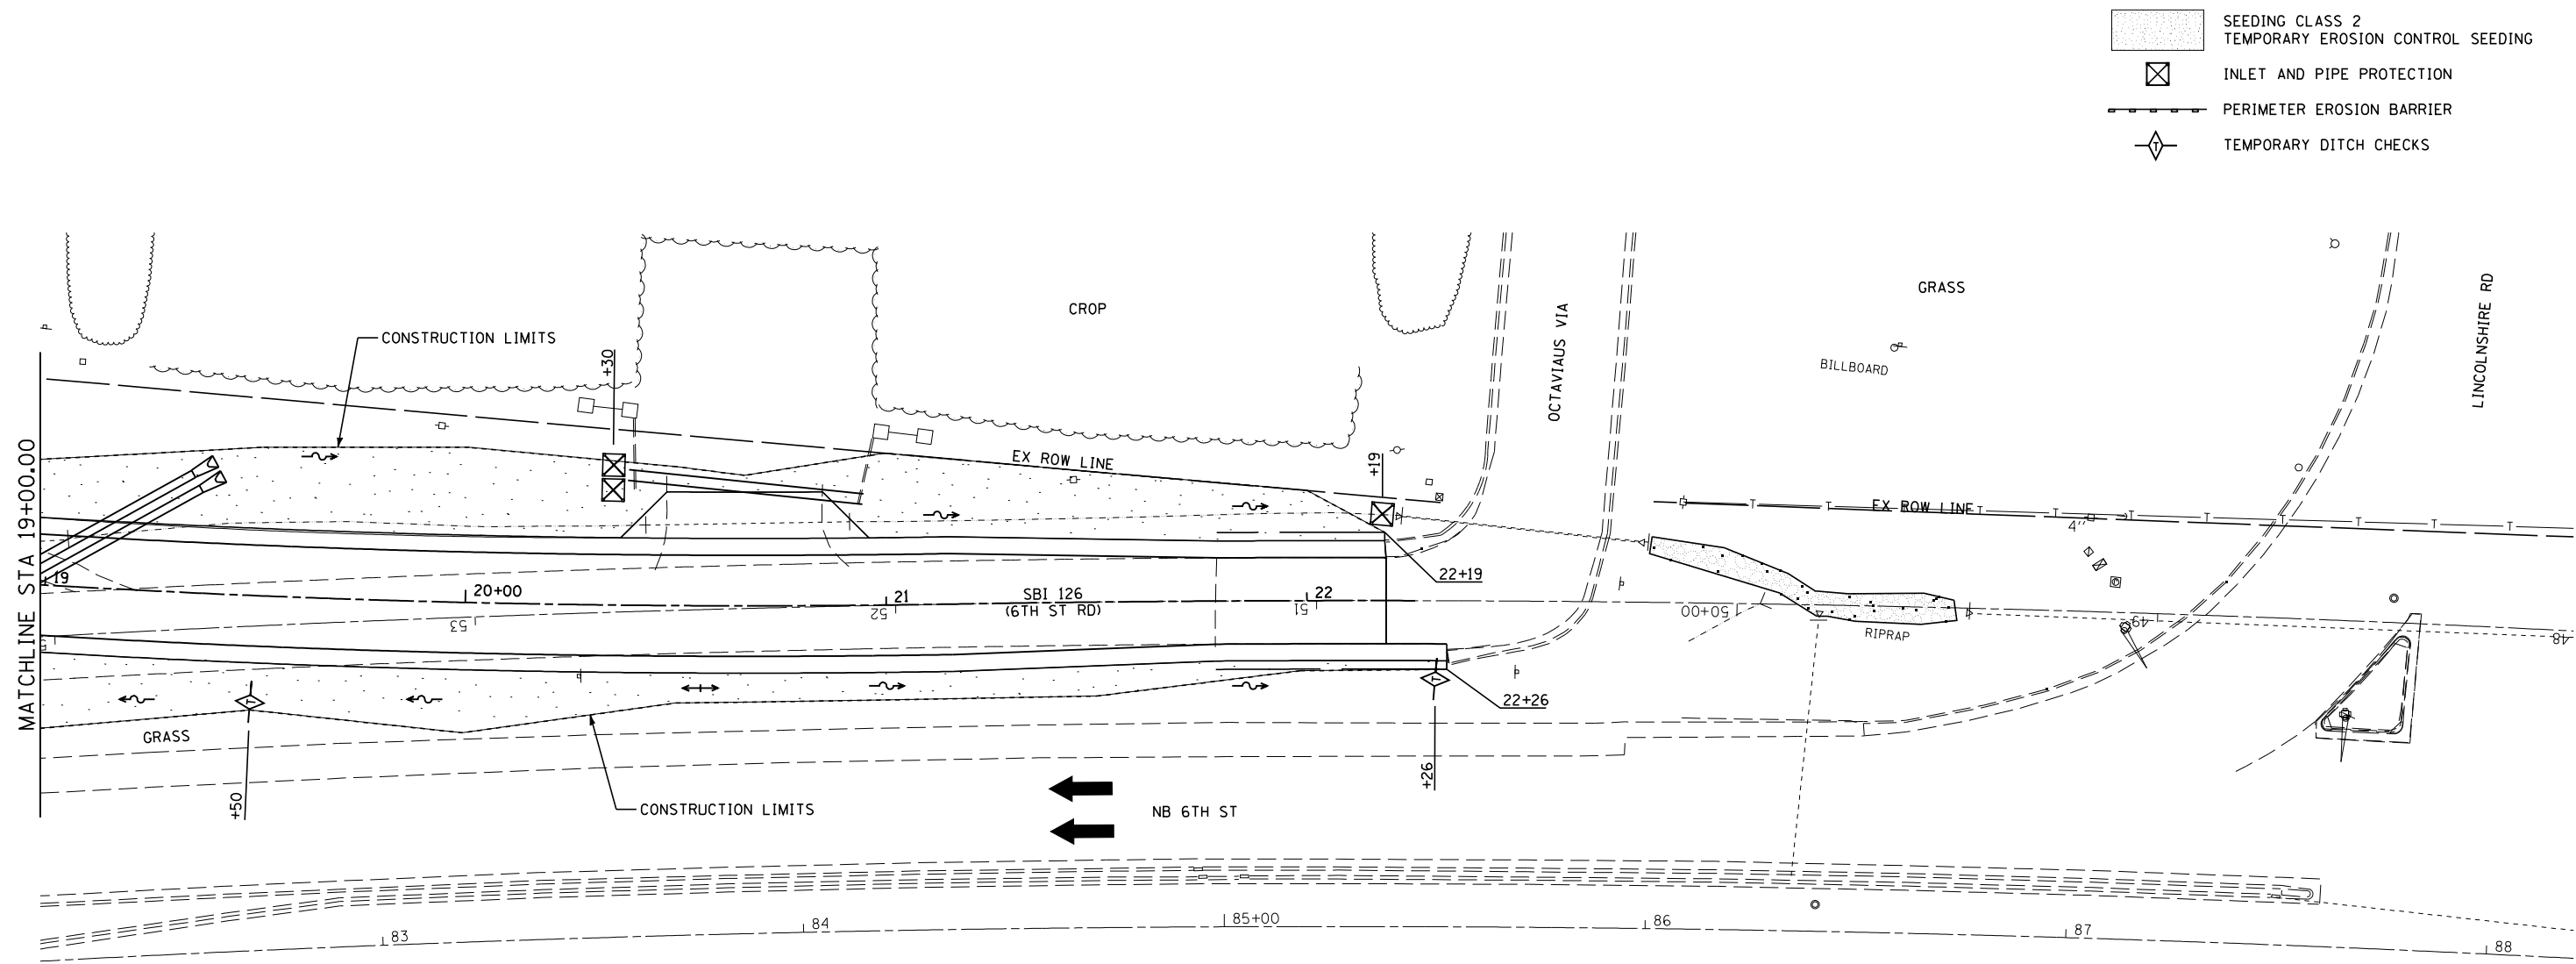 SEEDING CLASS 2
TEMPORARY EROSION CONTROL SEEDING
INLET AND PIPE PROTECTION
PERIMETER EROSION BARRIER
T
TEMPORARY DITCH CHECKS
GRASS
CROP
LINCOLNSHIRE RD
OCTAVIAUS VIA
CONSTRUCTION LIMITS
+30
BILLBOARD
EX ROW LINE
+19
MATCHLINE STA 19+00.00
EX ROW LINE
T T T T T T T T T T
4"
22+19
19
20+00
21
SBI 126
(6TH ST RD)
22
53
52
51
50+00
49
48
RIPRAP
T
T
22+26
GRASS
+50
+26
CONSTRUCTION LIMITS
NB 6TH ST
83
84
85+00
86
87
88